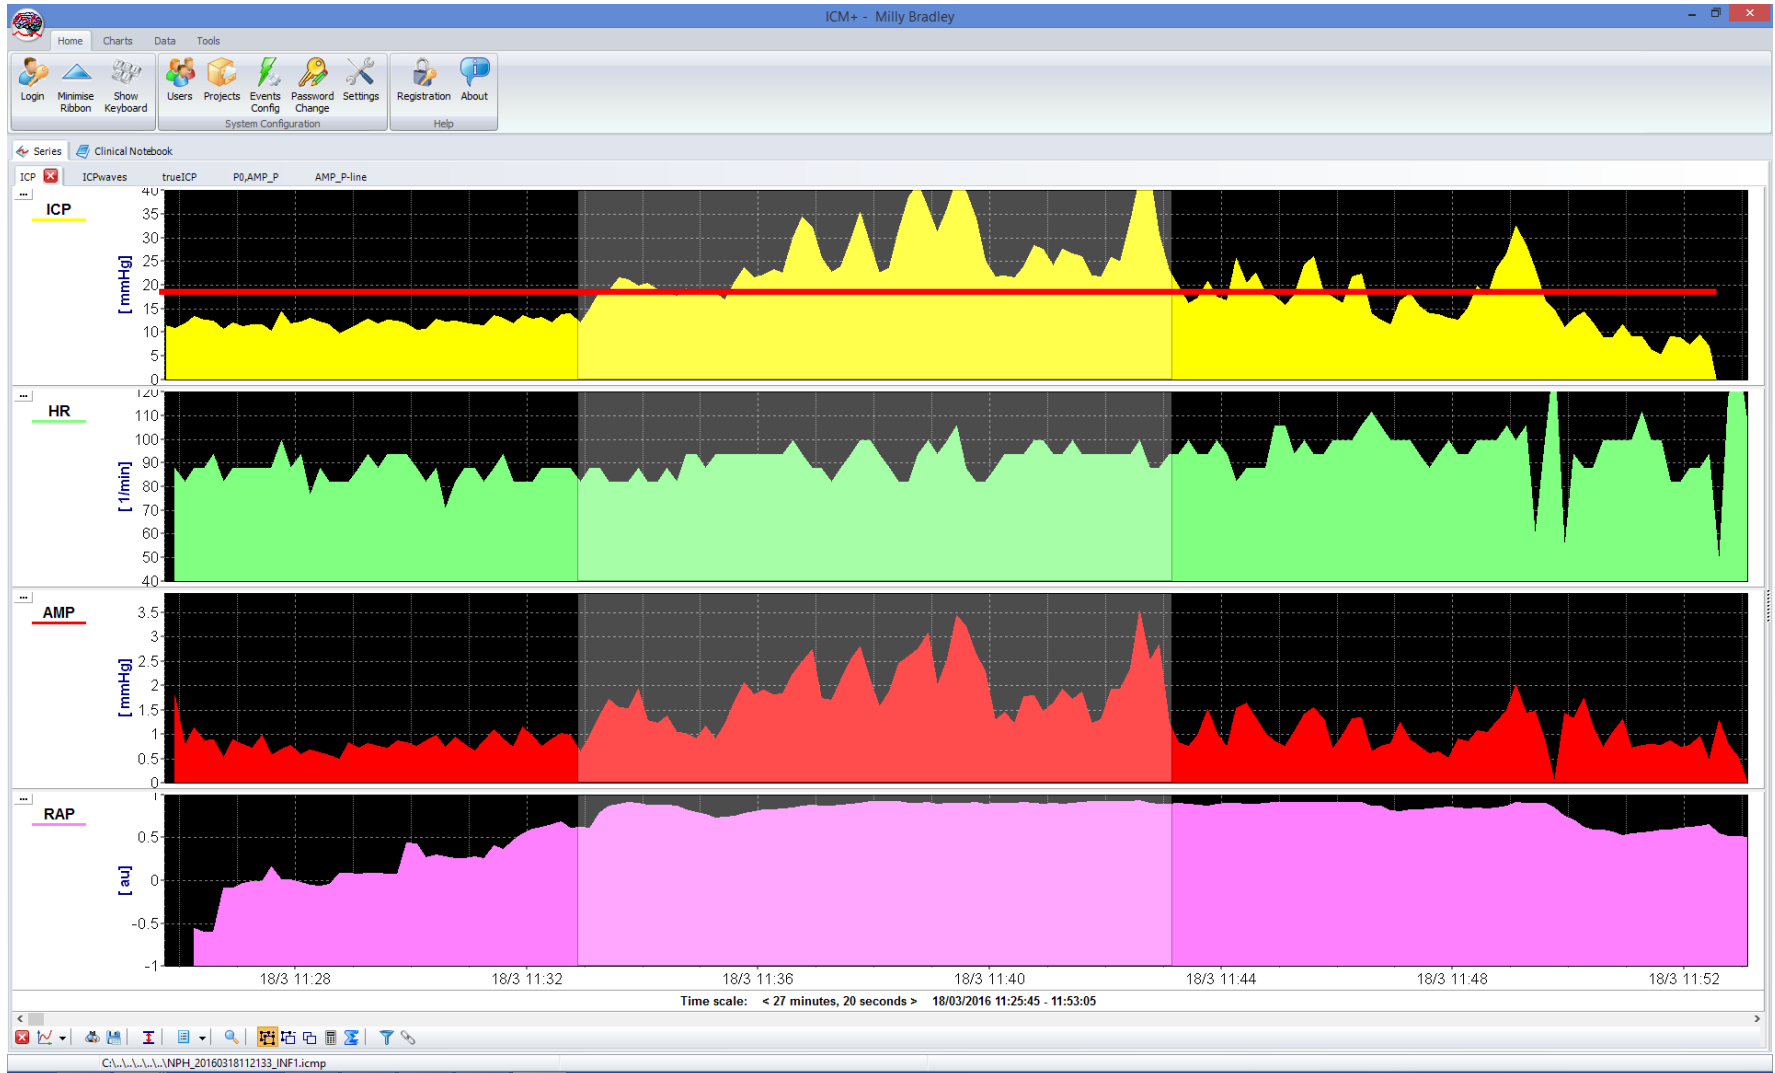 ICM+ - Milly Bradley
Home Charts Data Tools
Login Minimise Ribbon Show Keyboard Users Projects Events Config Password Change Settings Registration About
System Configuration Help
Series Clinical Notebook
ICP ICPwaves trueICP P0,AMP_P AMP_P-line
ICP
[ mmHg]
40
35
30
25
20
15
10
5
0
HR
[ 1/min]
120
110
100
90
80
70
60
50
40
AMP
[ mmHg]
3.5
3
2.5
2
1.5
1
0.5
0
RAP
[ au]
1
0.5
0
-0.5
-1
18/3 11:28 18/3 11:32 18/3 11:36 18/3 11:40 18/3 11:44 18/3 11:48 18/3 11:52
Time scale: < 27 minutes, 20 seconds > 18/03/2016 11:25:45 - 11:53:05
C:\..\..\..\..\..\NPH_20160318112133_INF1.icmp